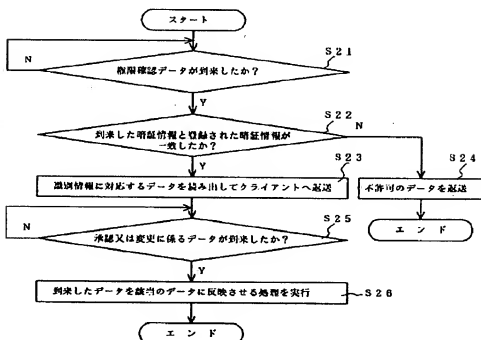 スタート
S21
N
権限確認データが到来したか？
Y
S22
到来した暗証情報と登録された暗証情報が
一致したか？
N
Y
S23
識別情報に対応するデータを読み出してクライアントへ返送
S24
不許可のデータを返送
エンド
S25
N
承認又は変更に係るデータが到来したか？
Y
到来したデータを該当のデータに反映させる処理を実行
S26
エンド